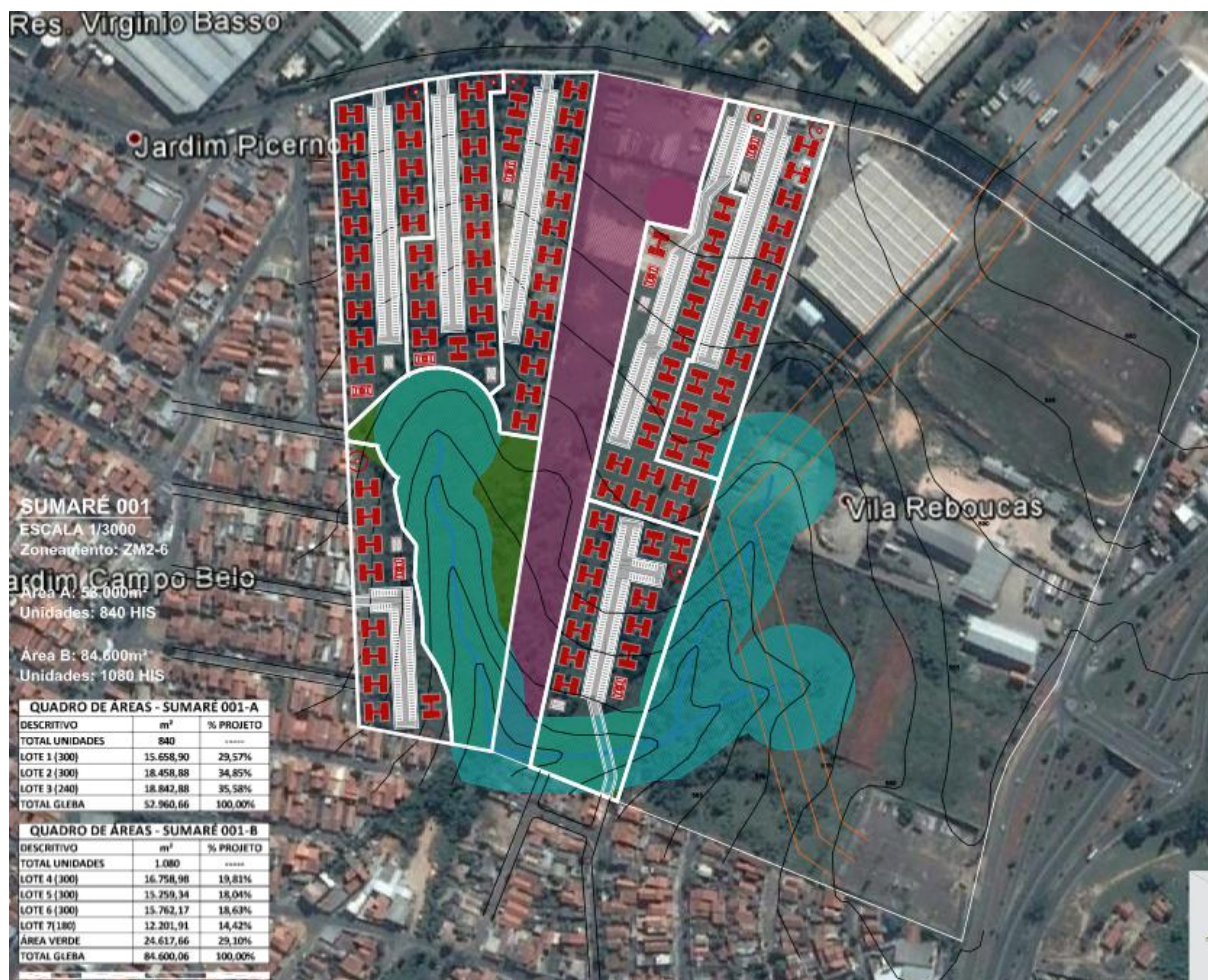 Res. Virginio Basso
Jardim Picerno
Vila Reboucas
SUMARÉ 001
ESCALA 1/3000
Zoneamento: ZM2-6
ardim Campo Belo
Área A: 53.000m²
Unidades: 840 HIS
Área B: 84.600m²
Unidades: 1080 HIS
QUADRO DE ÁREAS - SUMARÉ 001-A
DESCRITIVO m² % PROJETO
TOTAL UNIDADES 840 -----
LOTE 1 (300) 15.658,90 29,57%
LOTE 2 (300) 18.458,88 34,85%
LOTE 3 (240) 18.842,88 35,58%
TOTAL GLEBA 52.960,66 100,00%
QUADRO DE ÁREAS - SUMARÉ 001-B
DESCRITIVO m² % PROJETO
TOTAL UNIDADES 1.080 -----
LOTE 4 (300) 16.758,98 19,81%
LOTE 5 (300) 15.259,34 18,04%
LOTE 6 (300) 15.762,17 18,63%
LOTE 7(180) 12.201,91 14,42%
ÁREA VERDE 24.617,66 29,10%
TOTAL GLEBA 84.600,06 100,00%